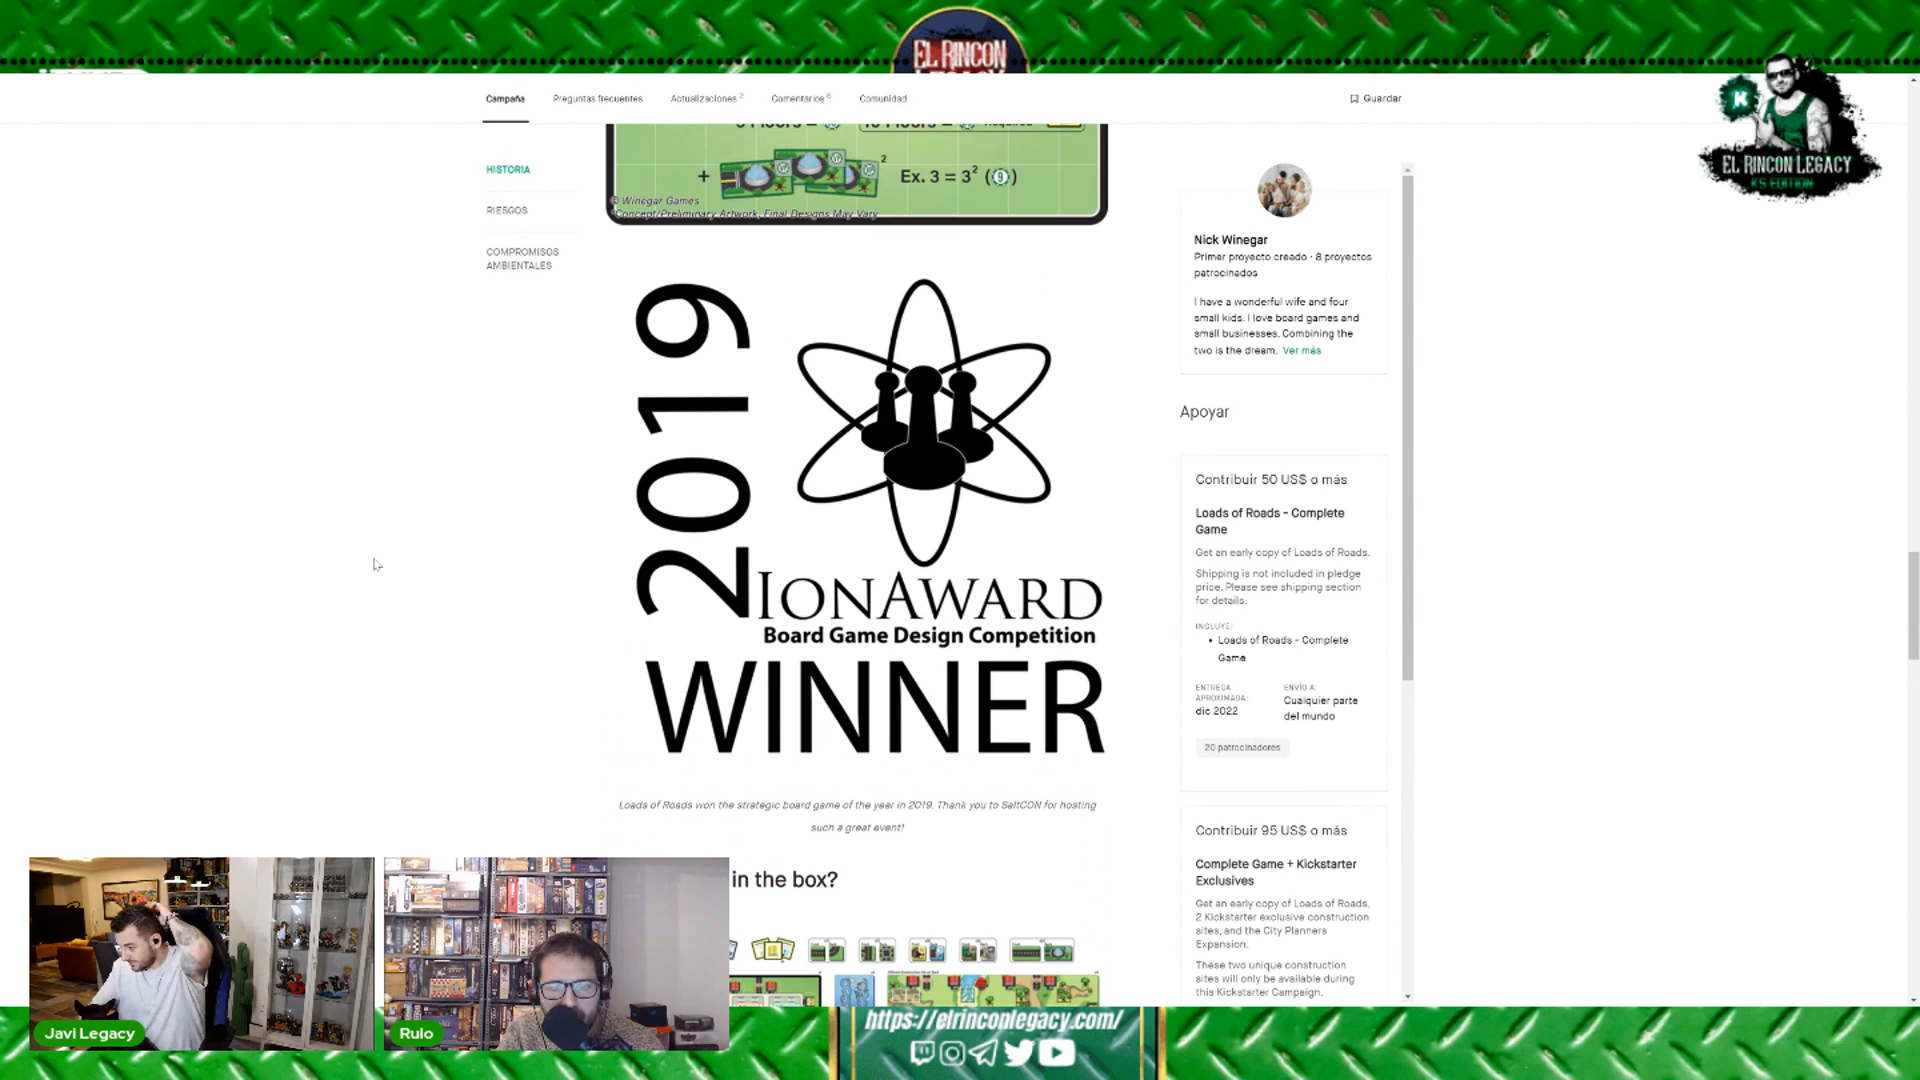 EL RINCON
Campaña
Preguntas frecuentes
Actualizaciones 2
Comentarios 6
Comunidad
Guardar
K
EL RINCON LEGACY
KS EDITION
HISTORIA
RIESGOS
COMPROMISOS
AMBIENTALES
+
2
Ex. 3 = 3² (9)
© Winegar Games
Concept/Preliminary Artwork, Final Designs May Vary
2019
IONAWARD
Board Game Design Competition
WINNER
Loads of Roads won the strategic board game of the year in 2019. Thank you to SaltCON for hosting
such a great event!
in the box?
Nick Winegar
Primer proyecto creado · 8 proyectos
patrocinados
I have a wonderful wife and four
small kids. I love board games and
small businesses. Combining the
two is the dream. Ver más
Apoyar
Contribuir 50 US$ o más
Loads of Roads - Complete
Game
Get an early copy of Loads of Roads.
Shipping is not included in pledge
price. Please see shipping section
for details.
INCLUYE:
• Loads of Roads - Complete
Game
ENTREGA
APROXIMADA:
dic 2022
ENVÍO A:
Cualquier parte
del mundo
20 patrocinadores
Contribuir 95 US$ o más
Complete Game + Kickstarter
Exclusives
Get an early copy of Loads of Roads,
2 Kickstarter exclusive construction
sites, and the City Planners
Expansion.
These two unique construction
sites will only be available during
this Kickstarter Campaign.
Javi Legacy
Rulo
https://elrinconlegacy.com/